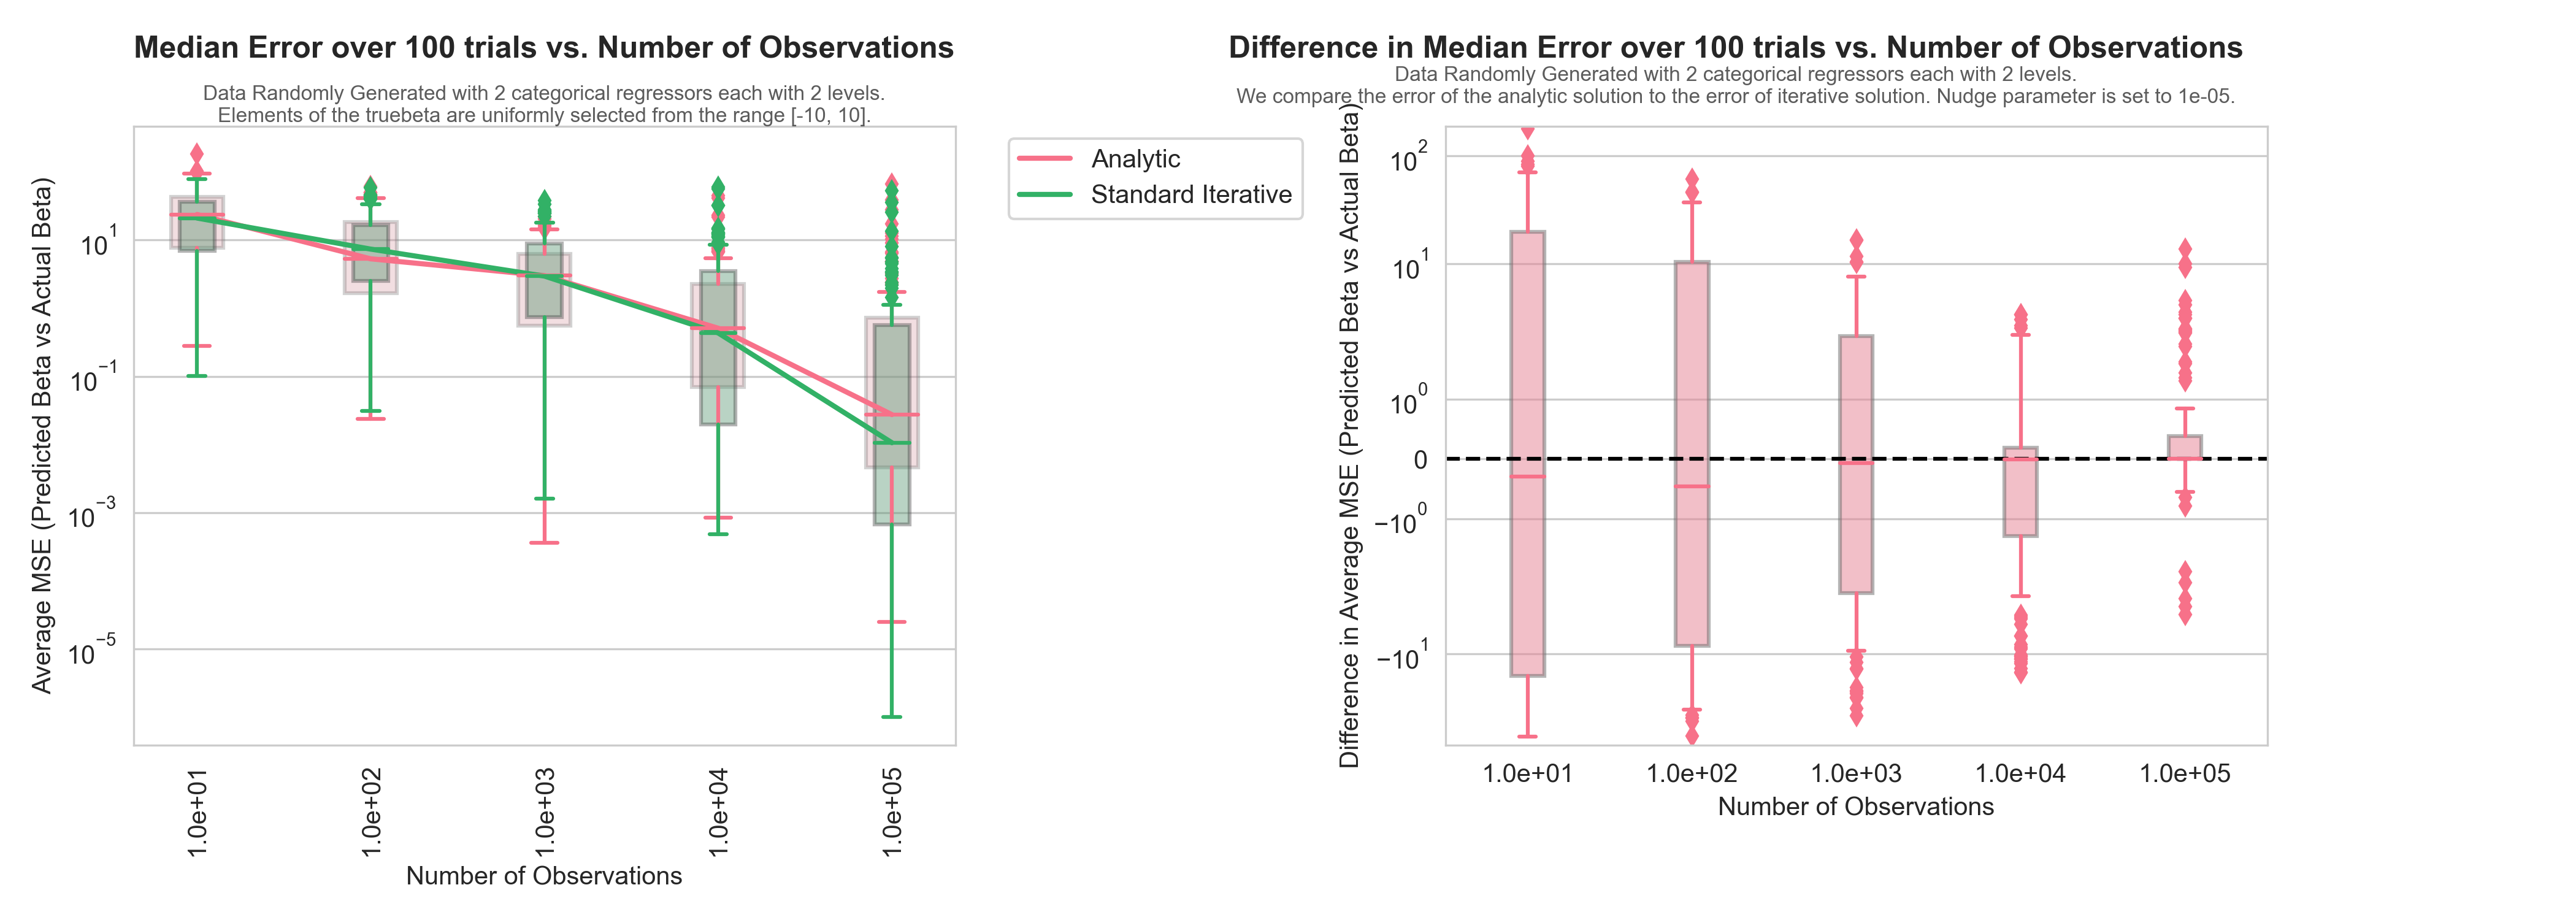 Median Error over 100 trials vs. Number of Observations
Data Randomly Generated with 2 categorical regressors each with 2 levels.
Elements of the truebeta are uniformly selected from the range [-10, 10].
Average MSE (Predicted Beta vs Actual Beta)
10^1
10^−1
10^−3
10^−5
1.0e+01
1.0e+02
1.0e+03
1.0e+04
1.0e+05
Number of Observations
Analytic
Standard Iterative
Difference in Median Error over 100 trials vs. Number of Observations
Data Randomly Generated with 2 categorical regressors each with 2 levels.
We compare the error of the analytic solution to the error of iterative solution. Nudge parameter is set to 1e-05.
Difference in Average MSE (Predicted Beta vs Actual Beta)
10^2
10^1
10^0
0
−10^0
−10^1
1.0e+01
1.0e+02
1.0e+03
1.0e+04
1.0e+05
Number of Observations